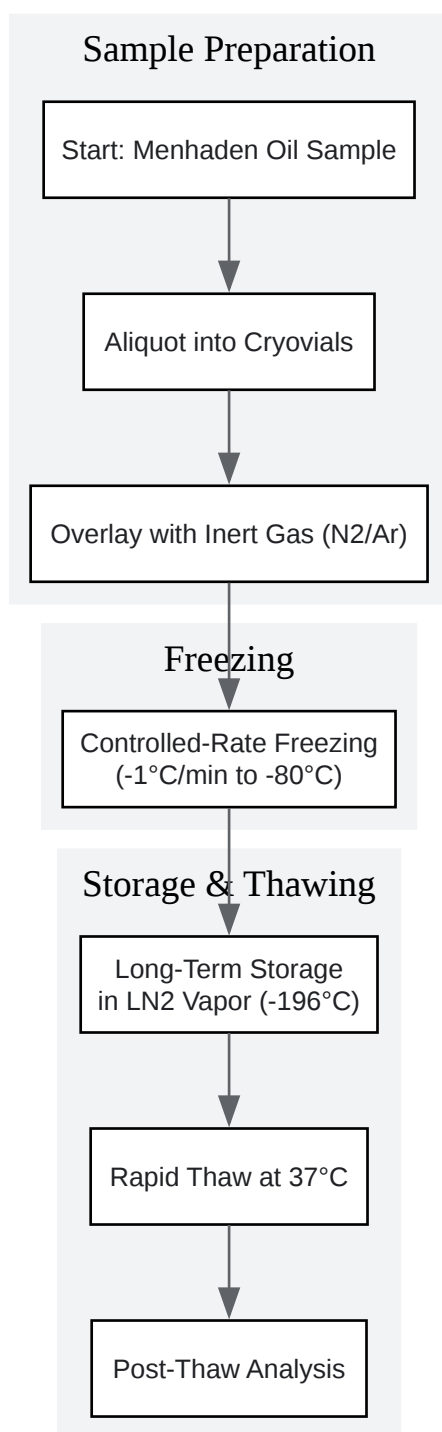 Sample Preparation
Start: Menhaden Oil Sample
Aliquot into Cryovials
Overlay with Inert Gas (N2/Ar)
Freezing
Controlled-Rate Freezing
(-1°C/min to -80°C)
Storage & Thawing
Long-Term Storage
in LN2 Vapor (-196°C)
Rapid Thaw at 37°C
Post-Thaw Analysis